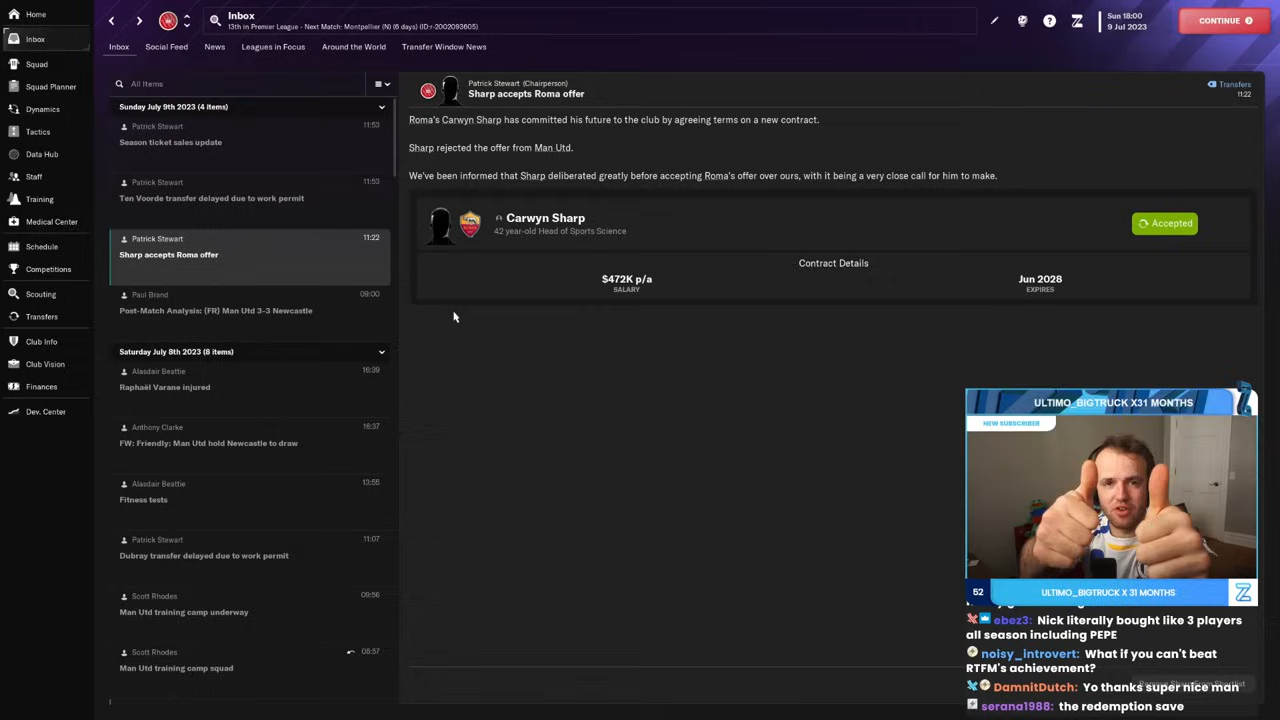 Home
Inbox
Squad
Squad Planner
Dynamics
Tactics
Data Hub
Staff
Training
Medical Center
Schedule
Competitions
Scouting
Transfers
Club Info
Club Vision
Finances
Dev. Center
Inbox
13th in Premier League - Next Match: Montpellier (N) (6 days) (ID:r-2002093605)
Sun 18:00
9 Jul 2023
CONTINUE
Inbox
Social Feed
News
Leagues in Focus
Around the World
Transfer Window News
All Items
Sunday July 9th 2023 (4 items)
Patrick Stewart 11:53
Season ticket sales update
Patrick Stewart 11:53
Ten Voorde transfer delayed due to work permit
Patrick Stewart 11:22
Sharp accepts Roma offer
Paul Brand 09:00
Post-Match Analysis: (FR) Man Utd 3-3 Newcastle
Saturday July 8th 2023 (8 items)
Alasdair Beattie 16:39
Raphaël Varane injured
Anthony Clarke 16:37
FW: Friendly: Man Utd hold Newcastle to draw
Alasdair Beattie 13:55
Fitness tests
Patrick Stewart 11:07
Dubray transfer delayed due to work permit
Scott Rhodes 09:56
Man Utd training camp underway
Scott Rhodes 08:57
Man Utd training camp squad
Patrick Stewart (Chairperson)
Sharp accepts Roma offer
Transfers
11:22
Roma's Carwyn Sharp has committed his future to the club by agreeing terms on a new contract.
Sharp rejected the offer from Man Utd.
We've been informed that Sharp deliberated greatly before accepting Roma's offer over ours, with it being a very close call for him to make.
Carwyn Sharp
42 year-old Head of Sports Science
Accepted
Contract Details
$472K p/a
SALARY
Jun 2028
EXPIRES
ULTIMO_BIGTRUCK X31 MONTHS
NEW SUBSCRIBER
52
ULTIMO_BIGTRUCK X 31 MONTHS
ebez3: Nick literally bought like 3 players
all season including PEPE
noisy_introvert: What if you can't beat
RTFM's achievement?
DamnitDutch: Yo thanks super nice man
serana1988: the redemption save